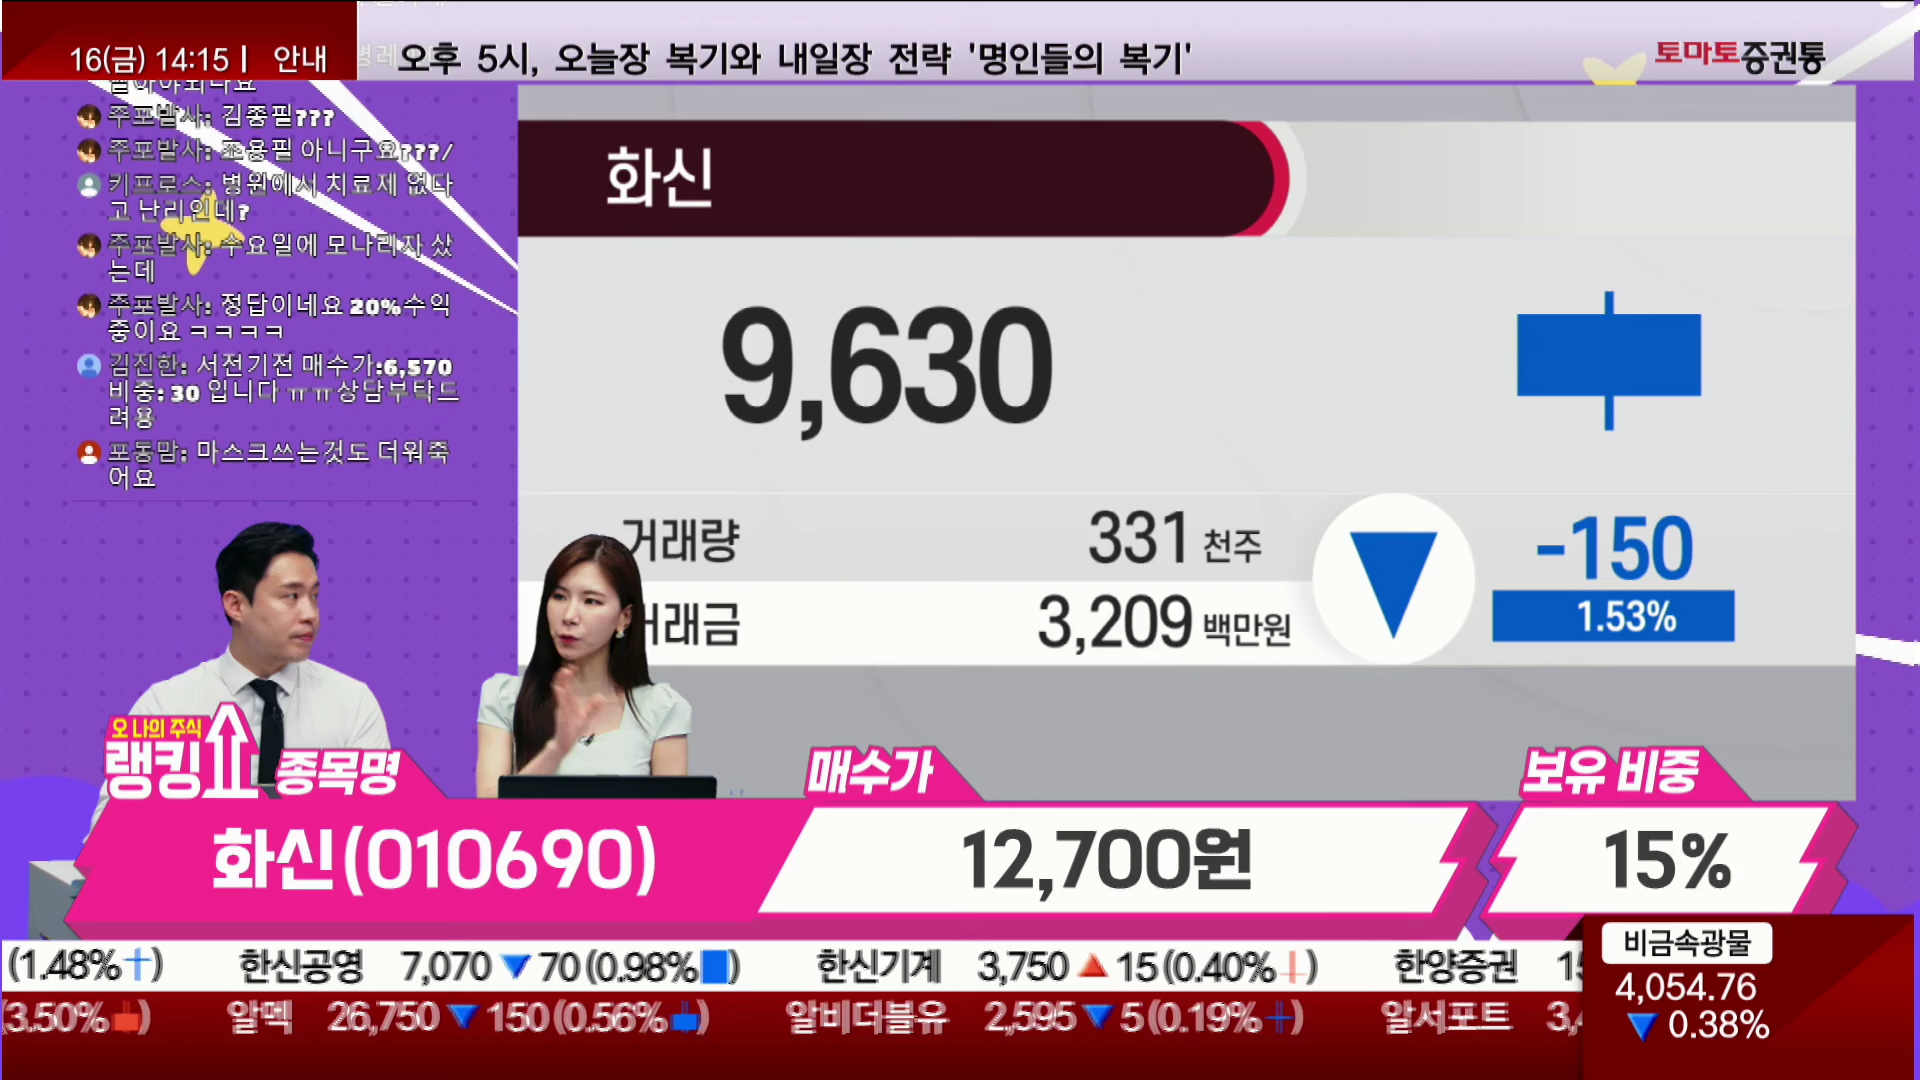 16(금) 14:15 | 안내
오후 5시, 오늘장 복기와 내일장 전략 '명인들의 복기'
토마토증권통
주포발사: 김종필???
주포발사: 조용필 아니구요???/
키프로스: 병원에서 치료제 없다
고 난리인데?
주포발사: 수요일에 모나리자 샀
는데
주포발사: 정답이네요 20%수익
중이요 ㅋㅋㅋㅋ
김진한: 서전기전 매수가:6,570
비중: 30 입니다 ㅠㅠ상담부탁드
려용
포동맘: 마스크쓰는것도 더워죽
어요
화신
9,630
거래량 331 천주
거래금 3,209 백만원
-150
1.53%
오 나의 주식
랭킹쇼
종목명
매수가
보유 비중
화신(010690)
12,700원
15%
(1.48% ) 한신공영 7,070 ▼ 70(0.98% ) 한신기계 3,750 ▲ 15(0.40% ) 한양증권
(3.50% ) 알멕 26,750 ▼ 150(0.56% ) 알비더블유 2,595 ▼ 5(0.19% ) 알서포트
비금속광물
4,054.76
▼ 0.38%